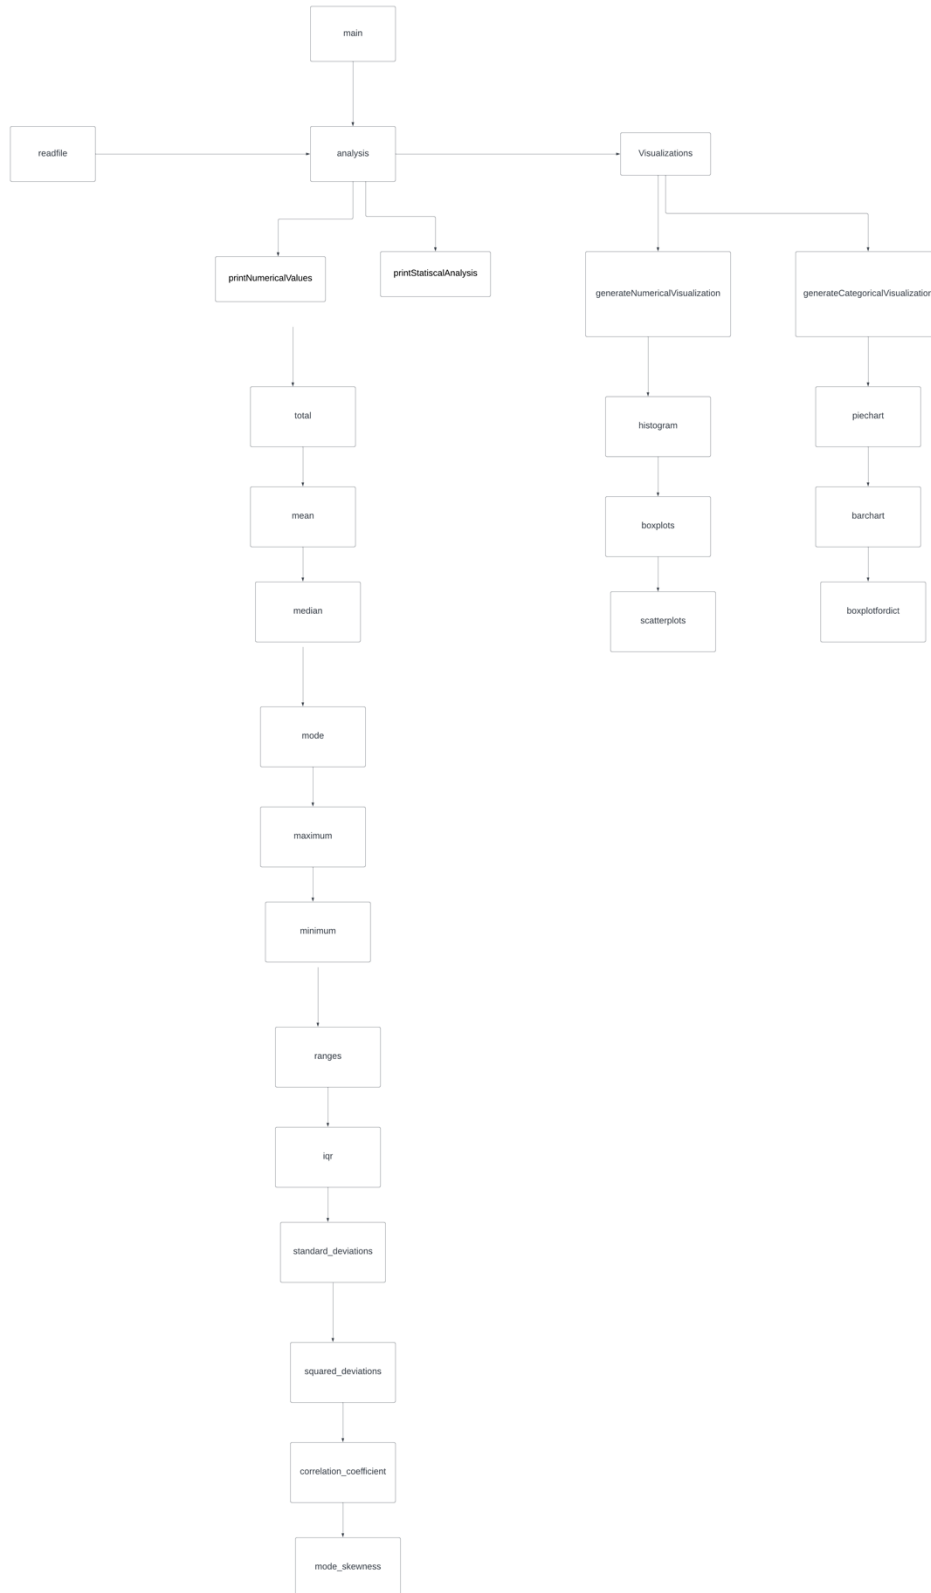 main
readfile
analysis
Visualizations
printNumericalValues
printStatiscalAnalysis
generateNumericalVisualization
generateCategoricalVisualization
total
piechart
histogram
mean
barchart
boxplots
median
boxplotfordict
scatterplots
mode
maximum
minimum
ranges
iqr
standard_deviations
squared_deviations
correlation_coefficient
mode_skewness